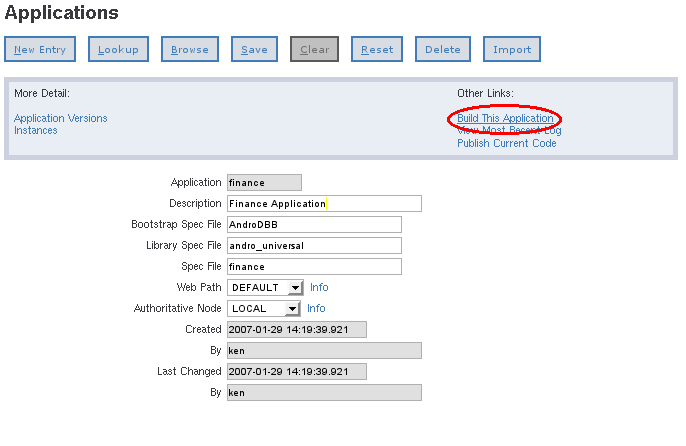 Applications
New Entry Lookup Browse Save Clear Reset Delete Import
More Detail: Other Links:
Application Versions Build This Application
Instances View Most Recent Log
Publish Current Code
Application finance
Description Finance Application
Bootstrap Spec File AndroDBB
Library Spec File andro_universal
Spec File finance
Web Path DEFAULT Info
Authoritative Node LOCAL Info
Created 2007-01-29 14:19:39.921
By ken
Last Changed 2007-01-29 14:19:39.921
By ken